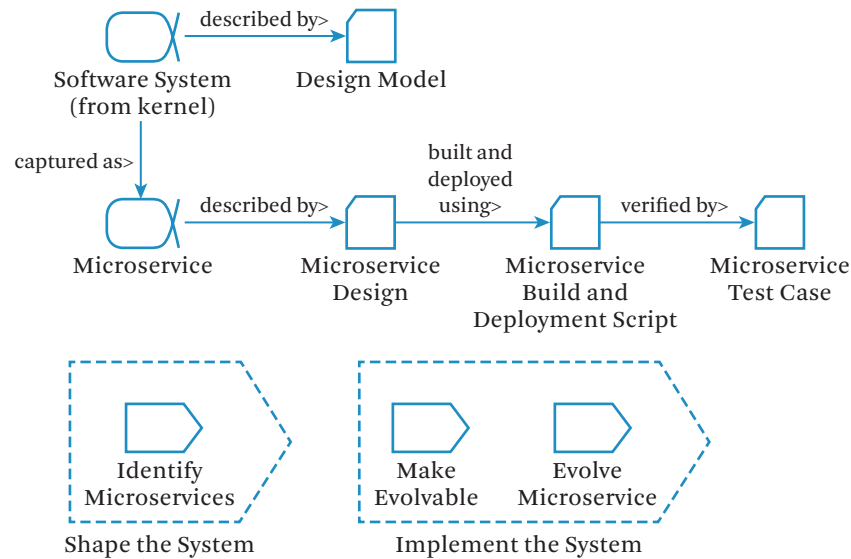 described by>
Software System
(from kernel)
Design Model
captured as>
described by>
built and
deployed
using>
verified by>
Microservice
Microservice
Design
Microservice
Build and
Deployment Script
Microservice
Test Case
Identify
Microservices
Make
Evolvable
Evolve
Microservice
Shape the System
Implement the System